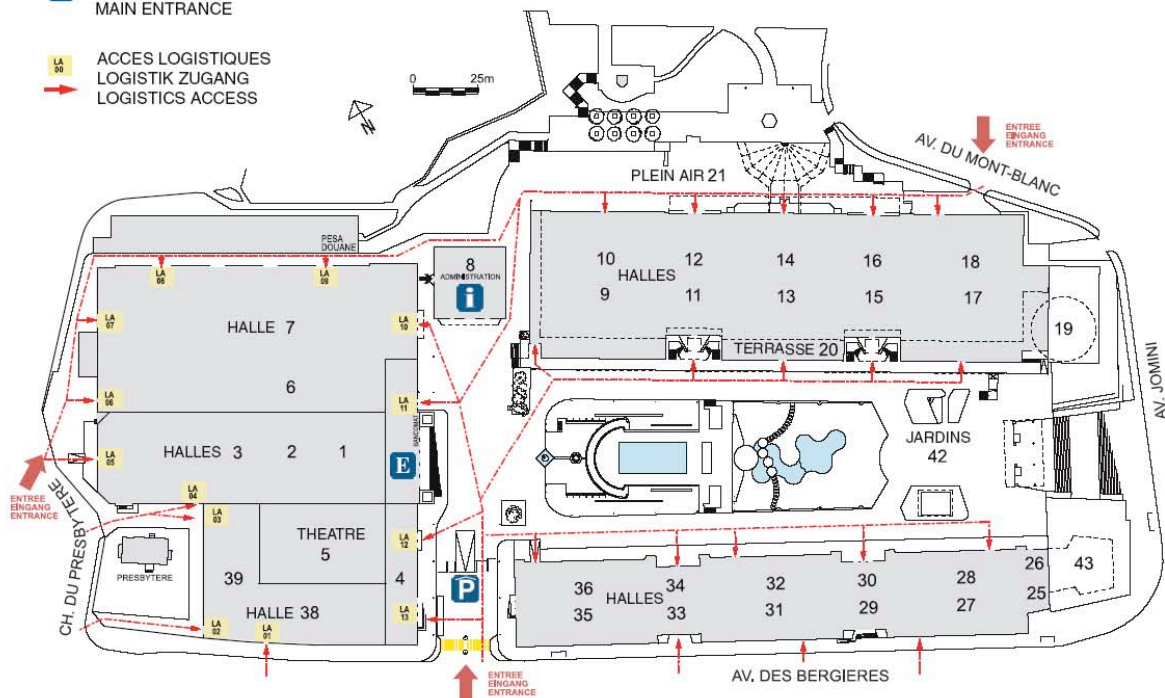 MAIN ENTRANCE
LA
00
ACCES LOGISTIQUES
LOGISTIK ZUGANG
LOGISTICS ACCESS
0 25m
N
ENTREE
EINGANG
ENTRANCE
AV. DU MONT-BLANC
PLEIN AIR 21
PESA
DOUANE
8
ADMINISTRATION
i
LA
09
10 12 14 16 18
HALLES
9 11 13 15 17
19
TERRASSE 20
LA
07
HALLE 7
LA
10
6
LA
06
LA
11
BANCOMAT
AV. JOMINI
HALLES 3 2 1
E
LA
05
JARDINS
42
ENTREE
EINGANG
ENTRANCE
LA
04
LA
03
THEATRE
5
LA
12
CH. DU PRESBYTERE
PRESBYTERE
39
4
P
HALLE 38
LA
13
LA
02
LA
01
36 34 32 30 28 26
HALLES
35 33 31 29 27 25
43
AV. DES BERGIERES
ENTREE
EINGANG
ENTRANCE